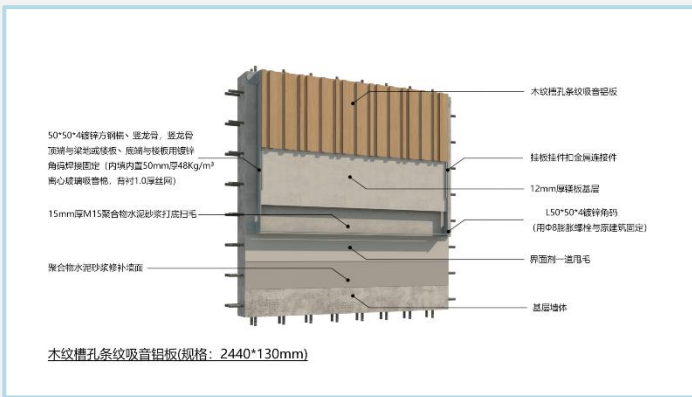 50*50*4镀锌方钢横、竖龙骨，竖龙骨
顶端与梁地或楼板、底端与楼板用镀锌
角码焊接固定（内填内置50mm厚48Kg/m³
离心玻璃吸音棉，背衬1.0厚丝网）
15mm厚M15聚合物水泥砂浆打底扫毛
聚合物水泥砂浆修补墙面
木纹槽孔条纹吸音铝板
挂板挂件扣金属连接件
12mm厚镁板基层
L50*50*4镀锌角码
(用Φ8膨胀螺栓与原建筑固定)
界面剂一道甩毛
基层墙体
木纹槽孔条纹吸音铝板(规格：2440*130mm)